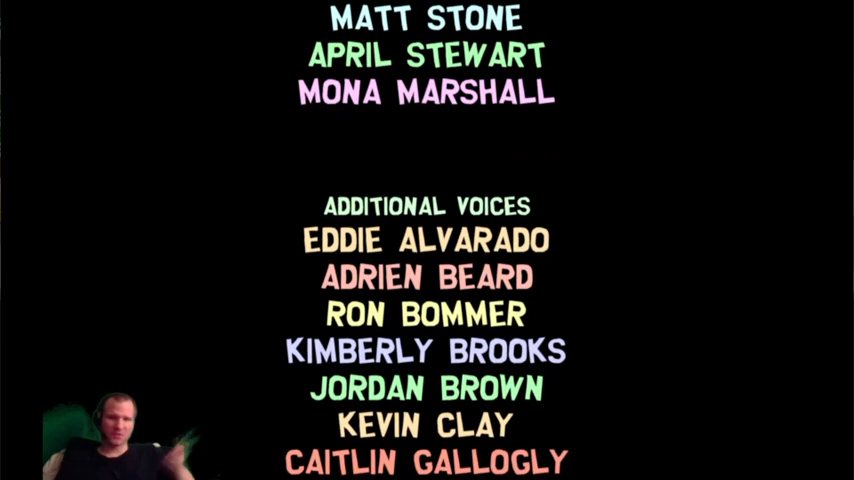 MATT STONE
APRIL STEWART
MONA MARSHALL
ADDITIONAL VOICES
EDDIE ALVARADO
ADRIEN BEARD
RON BOMMER
KIMBERLY BROOKS
JORDAN BROWN
KEVIN CLAY
CAITLIN GALLOGLY